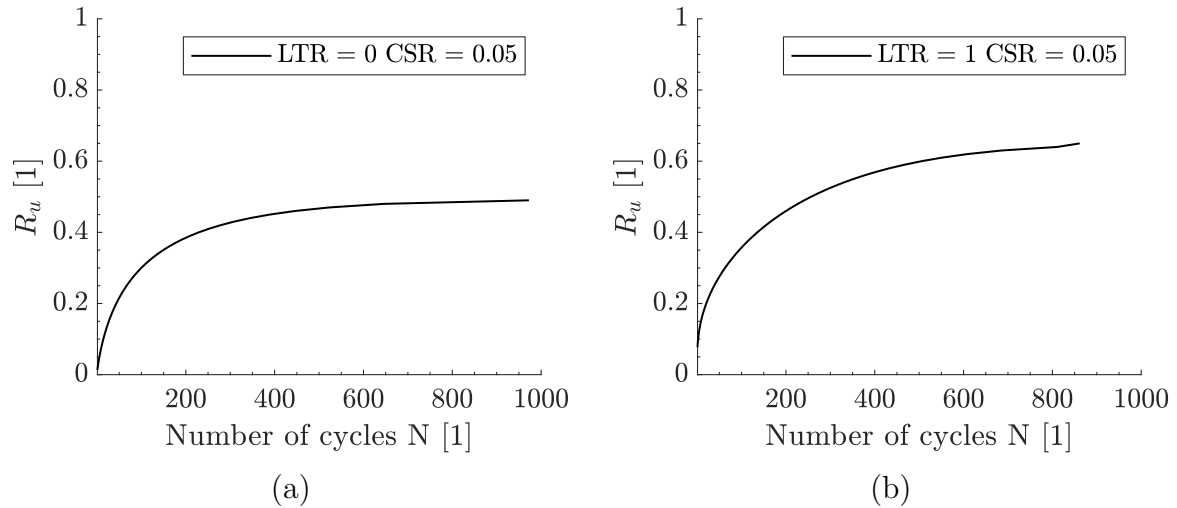 1
0.8
0.6
0.4
0.2
0
R_u [1]
LTR = 0 CSR = 0.05
200 400 600 800 1000
Number of cycles N [1]
(a)
1
0.8
0.6
0.4
0.2
0
R_u [1]
LTR = 1 CSR = 0.05
200 400 600 800 1000
Number of cycles N [1]
(b)